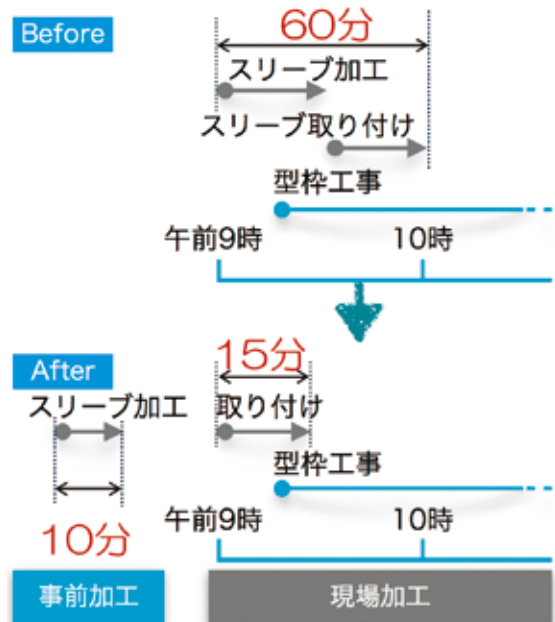 Before
60分
スリーブ加工
スリーブ取り付け
型枠工事
午前9時 10時
After
15分
スリーブ加工 取り付け
型枠工事
午前9時 10時
10分
事前加工 現場加工